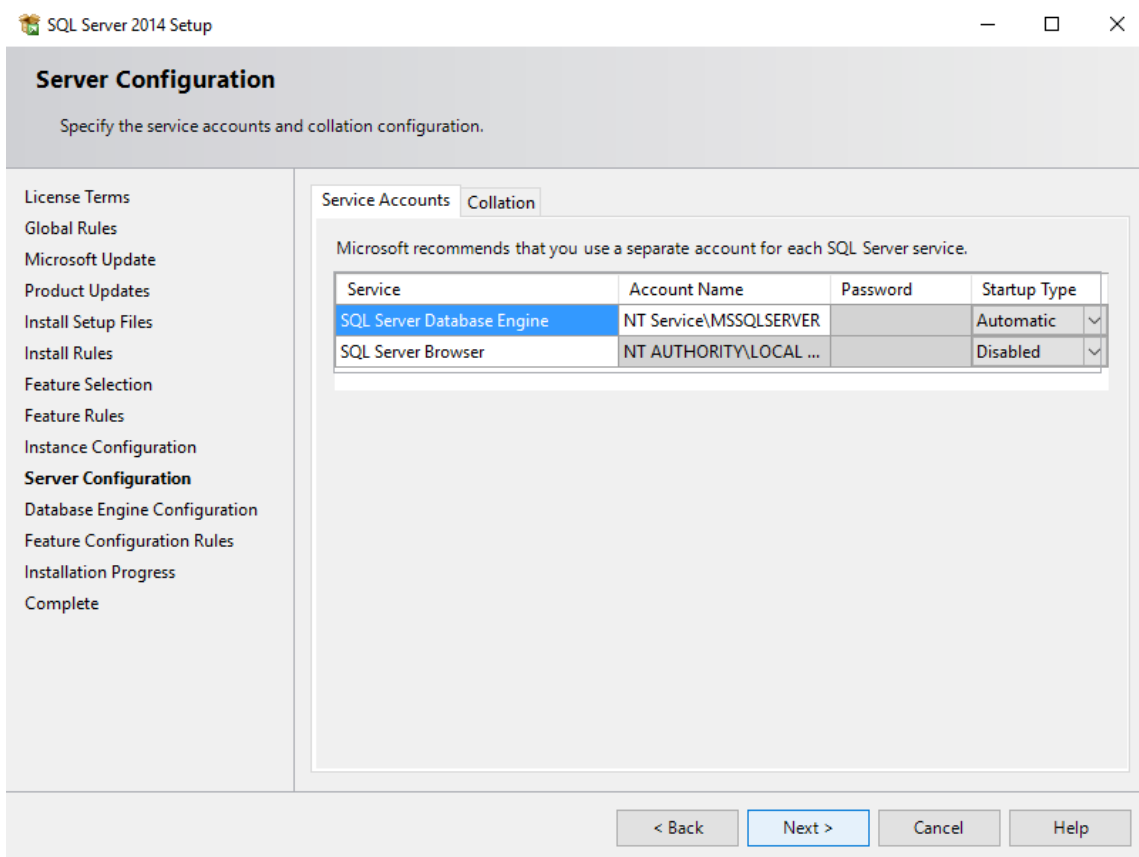 SQL Server 2014 Setup
Server Configuration
Specify the service accounts and collation configuration.
License Terms
Global Rules
Microsoft Update
Product Updates
Install Setup Files
Install Rules
Feature Selection
Feature Rules
Instance Configuration
Server Configuration
Database Engine Configuration
Feature Configuration Rules
Installation Progress
Complete
Service Accounts Collation
Microsoft recommends that you use a separate account for each SQL Server service.
Service Account Name Password Startup Type
SQL Server Database Engine NT Service\MSSQLSERVER Automatic
SQL Server Browser NT AUTHORITY\LOCAL ... Disabled
< Back Next > Cancel Help